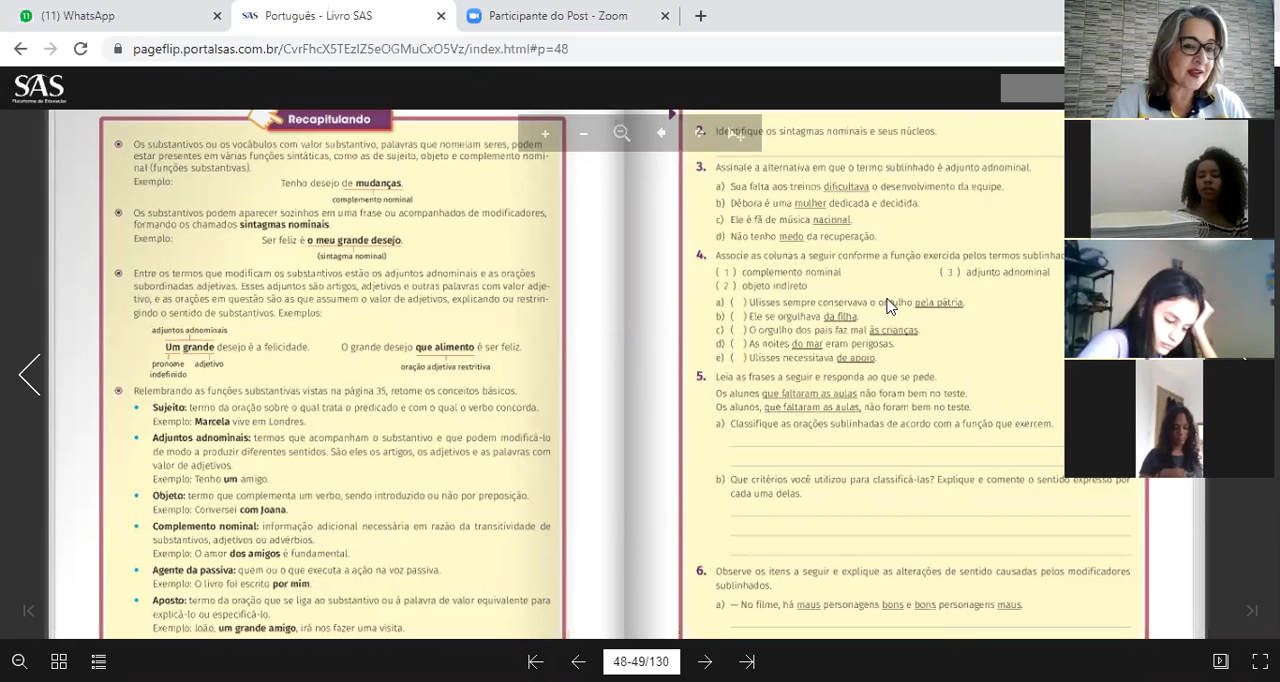 (11) WhatsApp
SAS Português - Livro SAS
Participante do Post - Zoom
pageflip.portalsas.com.br/CvrFhcX5TEzIZ5eOGMuCxO5Vz/index.html#p=48
SAS
Plataforma de Educação
Recapitulando
Os substantivos ou os vocábulos com valor substantivo, palavras que nomeiam seres, podem
estar presentes em várias funções sintáticas, como as de sujeito, objeto e complemento nomi-
nal (funções substantivas).
Exemplo:
Tenho desejo de mudanças.
complemento nominal
Os substantivos podem aparecer sozinhos em uma frase ou acompanhados de modificadores,
formando os chamados sintagmas nominais.
Exemplo:
Ser feliz é o meu grande desejo.
(sintagma nominal)
Entre os termos que modificam os substantivos estão os adjuntos adnominais e as orações
subordinadas adjetivas. Esses adjuntos são artigos, adjetivos e outras palavras com valor adje-
tivo, e as orações em questão são as que assumem o valor de adjetivos, explicando ou restrin-
gindo o sentido de substantivos. Exemplos:
adjuntos adnominais
Um grande desejo é a felicidade.
pronome adjetivo
indefinido
O grande desejo que alimento é ser feliz.
oração adjetiva restritiva
Relembrando as funções substantivas vistas na página 35, retome os conceitos básicos.
Sujeito: termo da oração sobre o qual trata o predicado e com o qual o verbo concorda.
Exemplo: Marcela vive em Londres.
Adjuntos adnominais: termos que acompanham o substantivo e que podem modificá-lo
de modo a produzir diferentes sentidos. São eles os artigos, os adjetivos e as palavras com
valor de adjetivos.
Exemplo: Tenho um amigo.
Objeto: termo que complementa um verbo, sendo introduzido ou não por preposição.
Exemplo: Conversei com Joana.
Complemento nominal: informação adicional necessária em razão da transitividade de
substantivos, adjetivos ou advérbios.
Exemplo: O amor dos amigos é fundamental.
Agente da passiva: quem ou o que executa a ação na voz passiva.
Exemplo: O livro foi escrito por mim.
Aposto: termo da oração que se liga ao substantivo ou à palavra de valor equivalente para
explicá-lo ou especificá-lo.
Exemplo: João, um grande amigo, irá nos fazer uma visita.
2. Identifique os sintagmas nominais e seus núcleos.
3. Assinale a alternativa em que o termo sublinhado é adjunto adnominal.
a) Sua falta aos treinos dificultava o desenvolvimento da equipe.
b) Débora é uma mulher dedicada e decidida.
c) Ele é fã de música nacional.
d) Não tenho medo da recuperação.
4. Associe as colunas a seguir conforme a função exercida pelos termos
( 1 ) complemento nominal
( 3 ) adjunto adnominal
( 2 ) objeto indireto
a) ( ) Ulisses sempre conservava o orgulho pela pátria.
b) ( ) Ele se orgulhava da filha.
c) ( ) O orgulho dos pais faz mal às crianças.
d) ( ) As noites do mar eram perigosas.
e) ( ) Ulisses necessitava de apoio.
5. Leia as frases a seguir e responda ao que se pede.
Os alunos que faltaram as aulas não foram bem no teste.
Os alunos, que faltaram as aulas, não foram bem no teste.
a) Classifique as orações sublinhadas de acordo com a função que exercem.
b) Que critérios você utilizou para classificá-las? Explique e comente o sentido expresso por
cada uma delas.
6. Observe os itens a seguir e explique as alterações de sentido causadas pelos modificadores
sublinhados.
a) — No filme, há maus personagens bons e bons personagens maus.
48-49/130